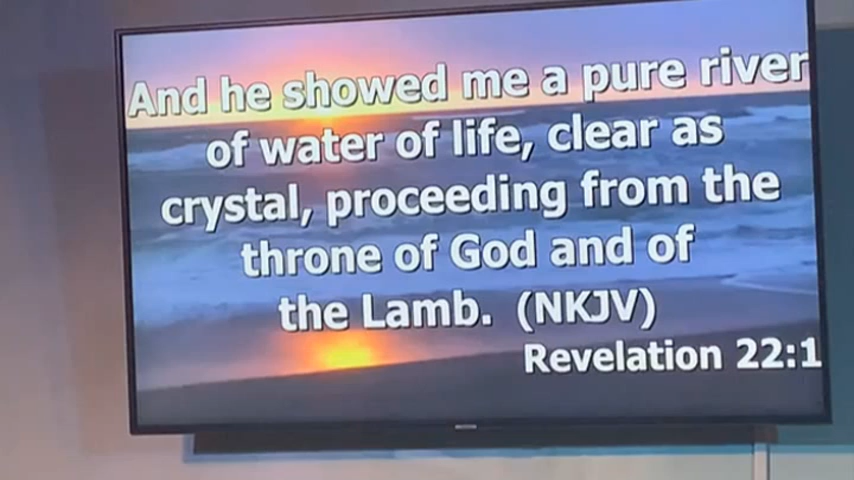 And he showed me a pure river
of water of life, clear as
crystal, proceeding from the
throne of God and of
the Lamb. (NKJV)
Revelation 22:1